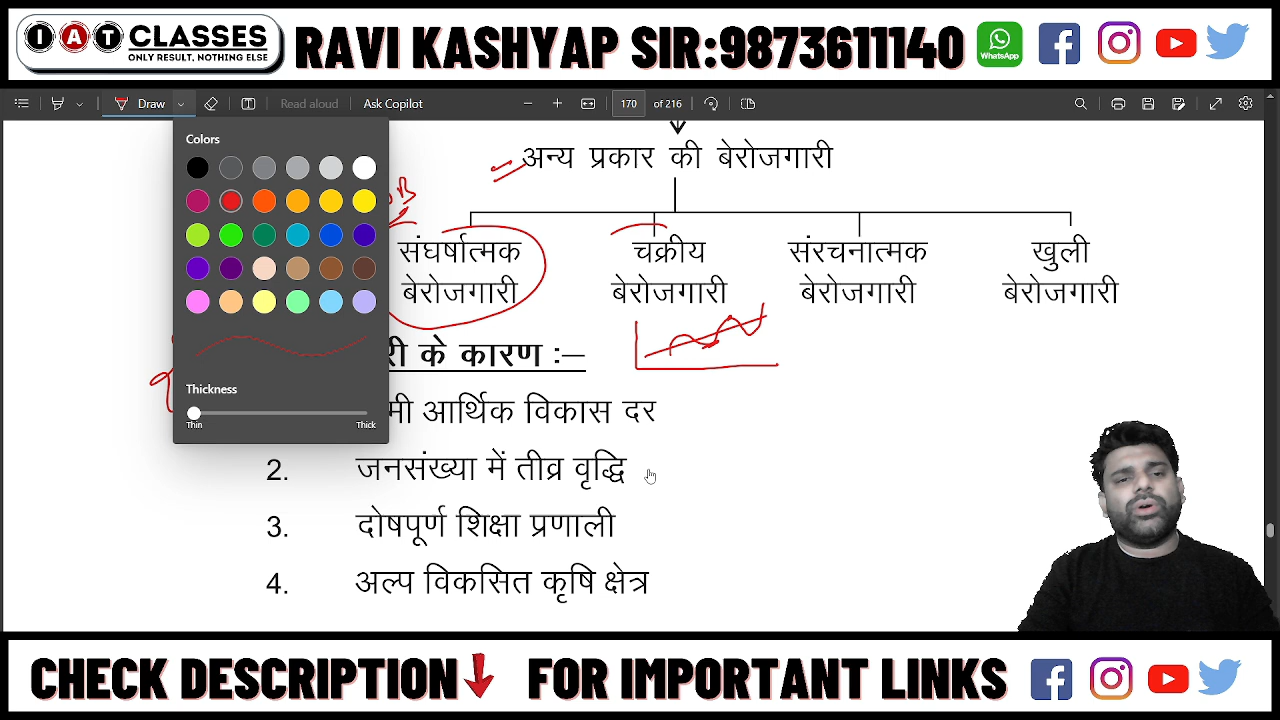 IAT CLASSES
ONLY RESULT, NOTHING ELSE
RAVI KASHYAP SIR:9873611140
WhatsApp
Draw
Read aloud
Ask Copilot
170 of 216
Colors
Thickness
Thin Thick
अन्य प्रकार की बेरोजगारी
संघर्षात्मक बेरोजगारी
चक्रीय बेरोजगारी
संरचनात्मक बेरोजगारी
खुली बेरोजगारी
री के कारण :–
मी आर्थिक विकास दर
2. जनसंख्या में तीव्र वृद्धि
3. दोषपूर्ण शिक्षा प्रणाली
4. अल्प विकसित कृषि क्षेत्र
CHECK DESCRIPTION FOR IMPORTANT LINKS